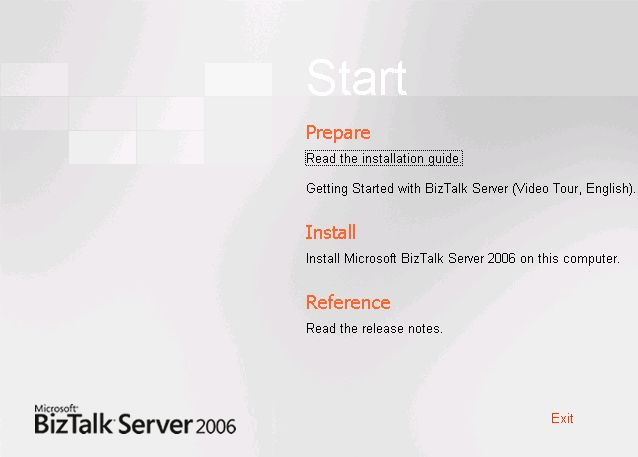 Start
Prepare
Read the installation guide.
Getting Started with BizTalk Server (Video Tour, English).
Install
Install Microsoft BizTalk Server 2006 on this computer.
Reference
Read the release notes.
Microsoft®
BizTalk® Server 2006
Exit